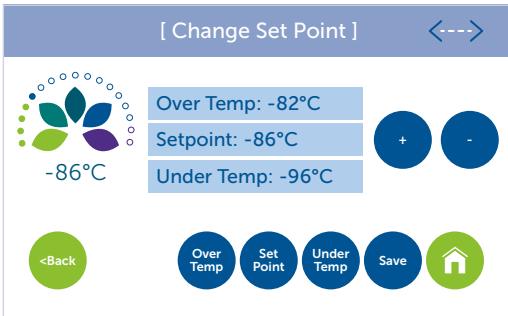 [ Change Set Point ]
<---->
Over Temp: -82°C
Setpoint: -86°C
Under Temp: -96°C
-86°C
+
-
<Back
Over
Temp
Set
Point
Under
Temp
Save